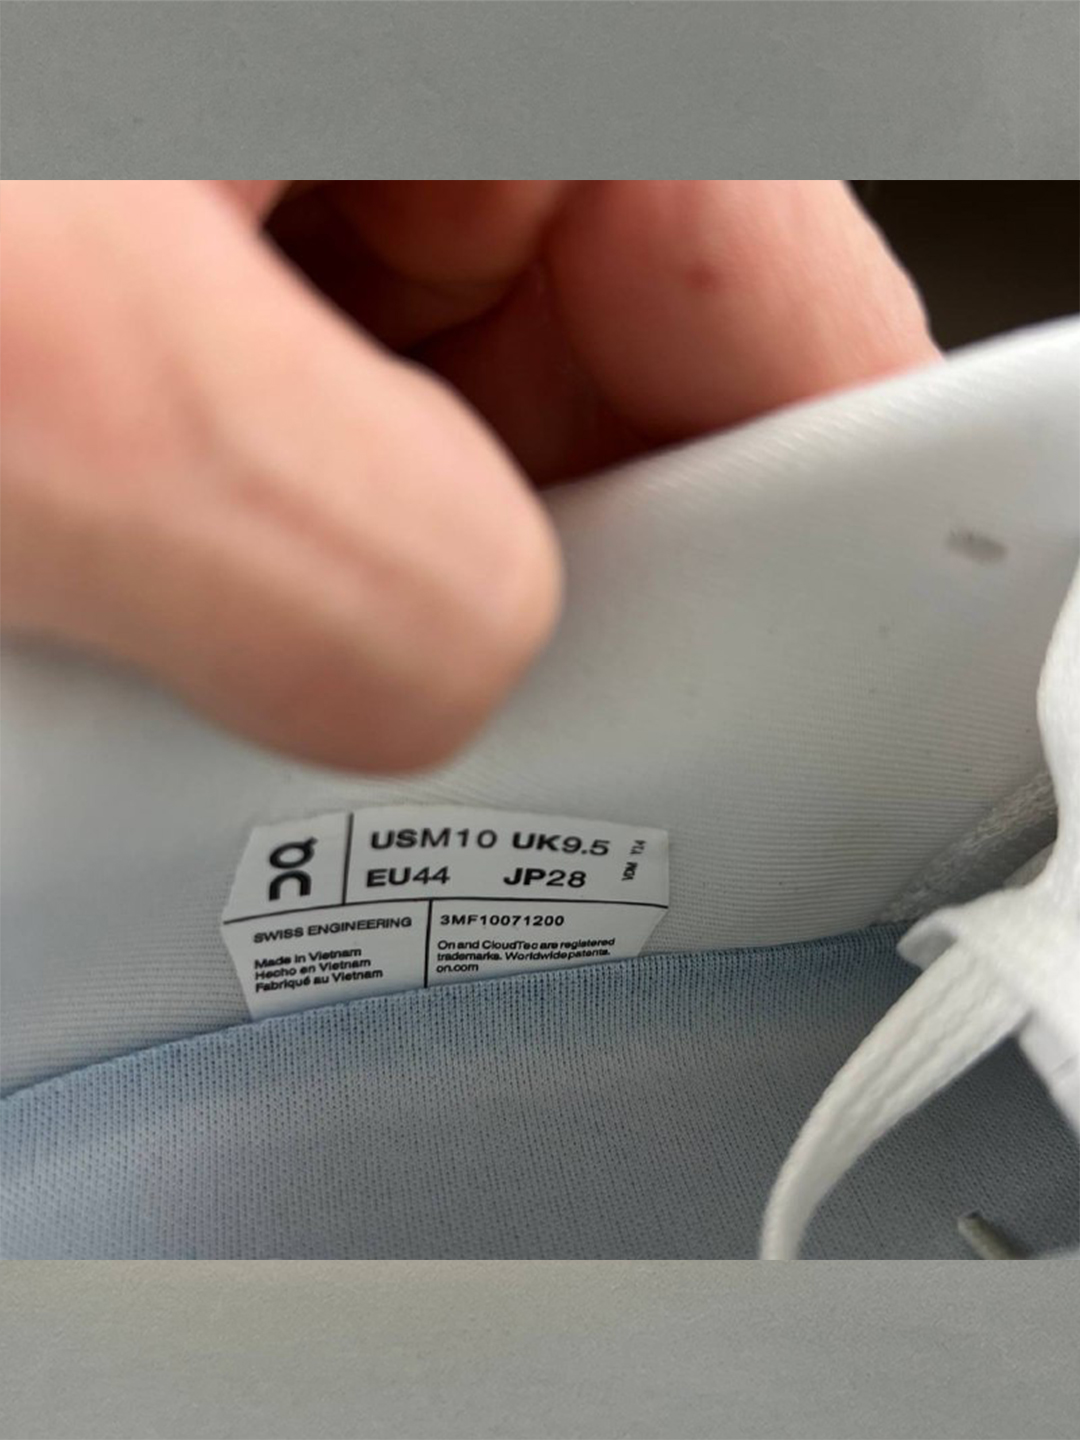 USM10 UK9.5
EU44 JP28
SWISS ENGINEERING
Made in Vietnam
Hecho en Vietnam
Fabriqué au Vietnam
3MF10071200
On and CloudTec are registered
trademarks. Worldwide patents.
on.com